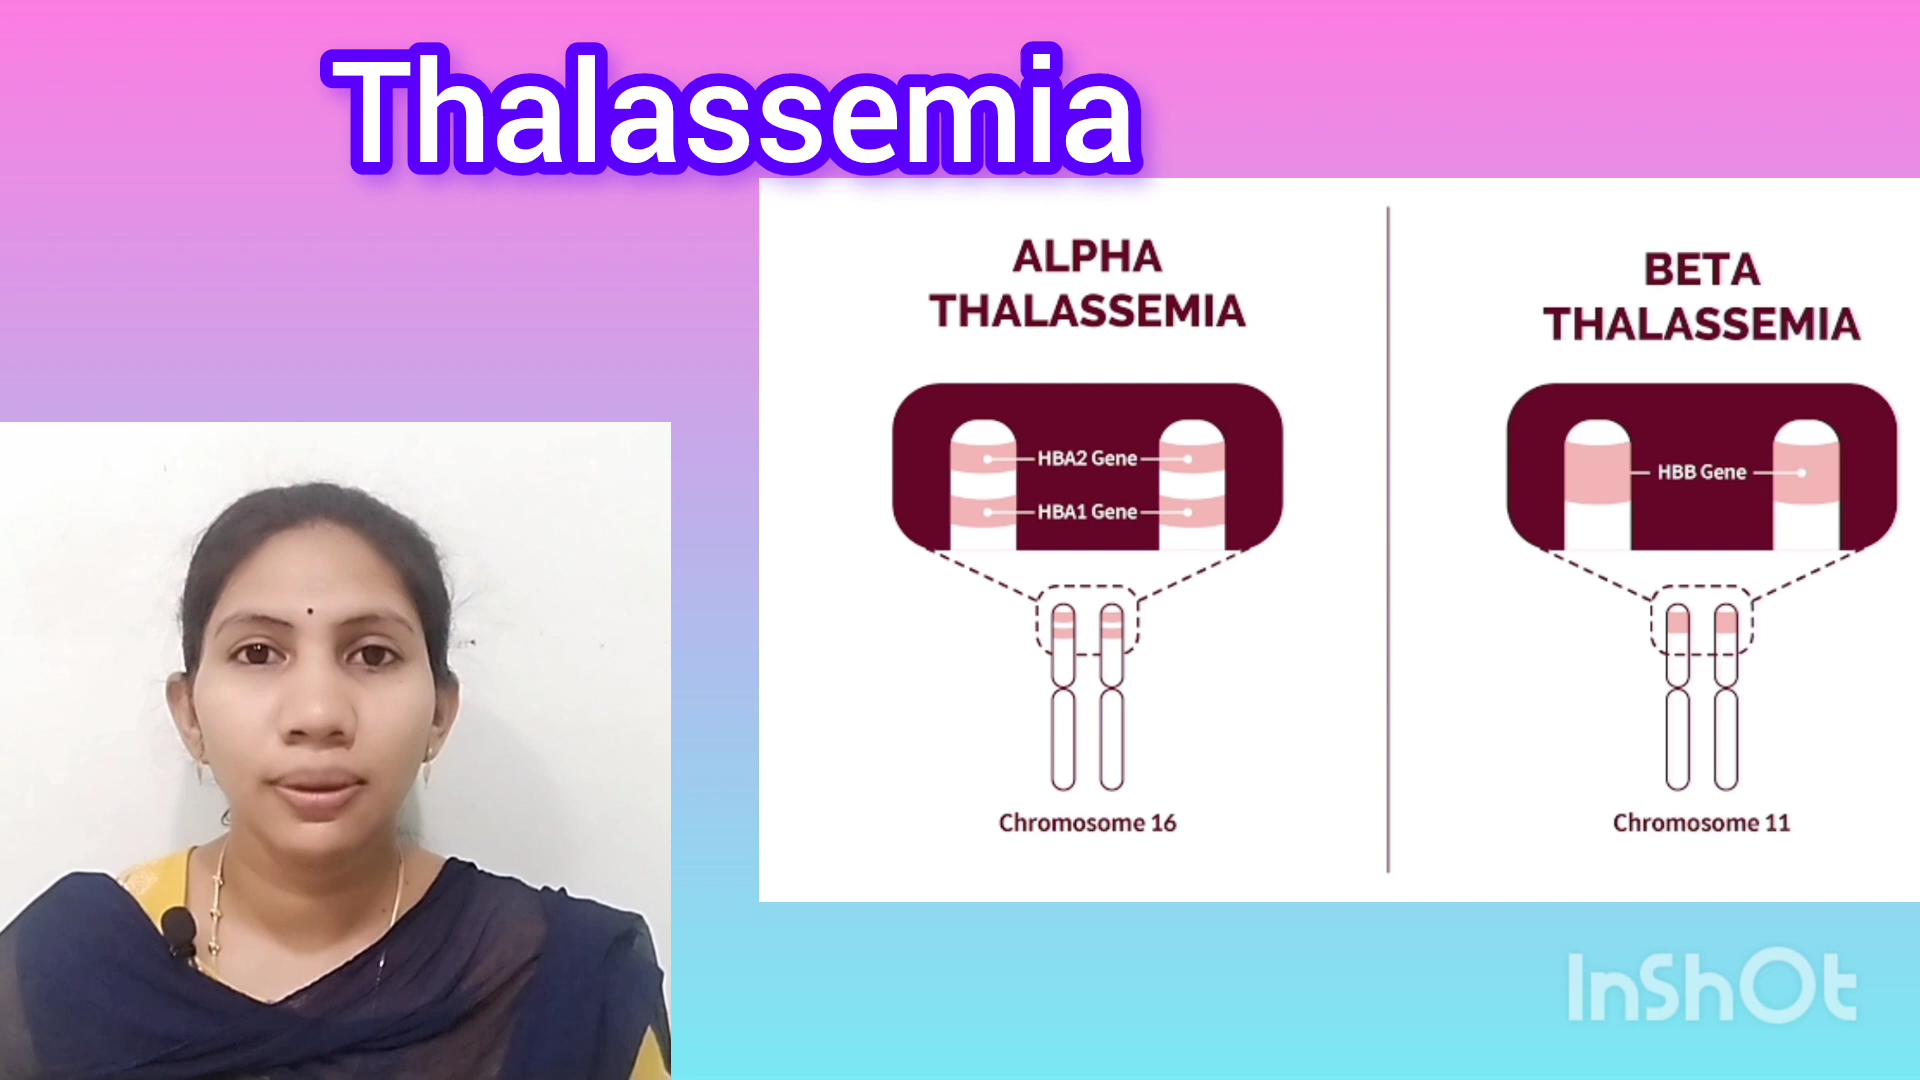 Thalassemia
ALPHA
THALASSEMIA
HBA2 Gene
HBA1 Gene
Chromosome 16
BETA
THALASSEMIA
HBB Gene
Chromosome 11
InShOt